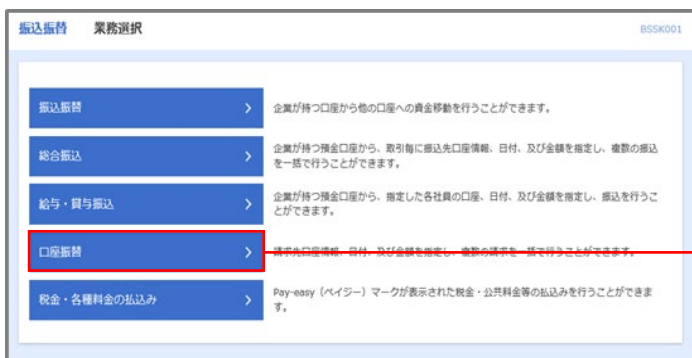 振込振替 業務選択 BSSK001
振込振替 企業が持つ口座から他の口座への資金移動を行うことができます。
総合振込 企業が持つ預金口座から、取引毎に振込先口座情報、日付、及び金額を指定し、複数の振込
を一括で行うことができます。
給与・賞与振込 企業が持つ預金口座から、指定した各社員の口座、日付、及び金額を指定し、振込を行うこ
とができます。
口座振替 請求先口座情報、日付、及び金額を指定し、複数の請求を一括で行うことができます。
税金・各種料金の払込み Pay-easy（ペイジー）マークが表示された税金・公共料金等の払込みを行うことができま
す。